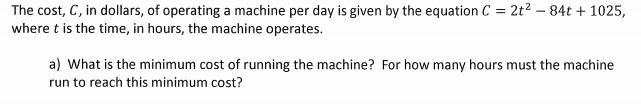 The cost, C, in dollars, of operating a machine per day is given by the equation C = 2t² – 84t + 1025,
where t is the time, in hours, the machine operates.
a) What is the minimum cost of running the machine? For how many hours must the machine
run to reach this minimum cost?